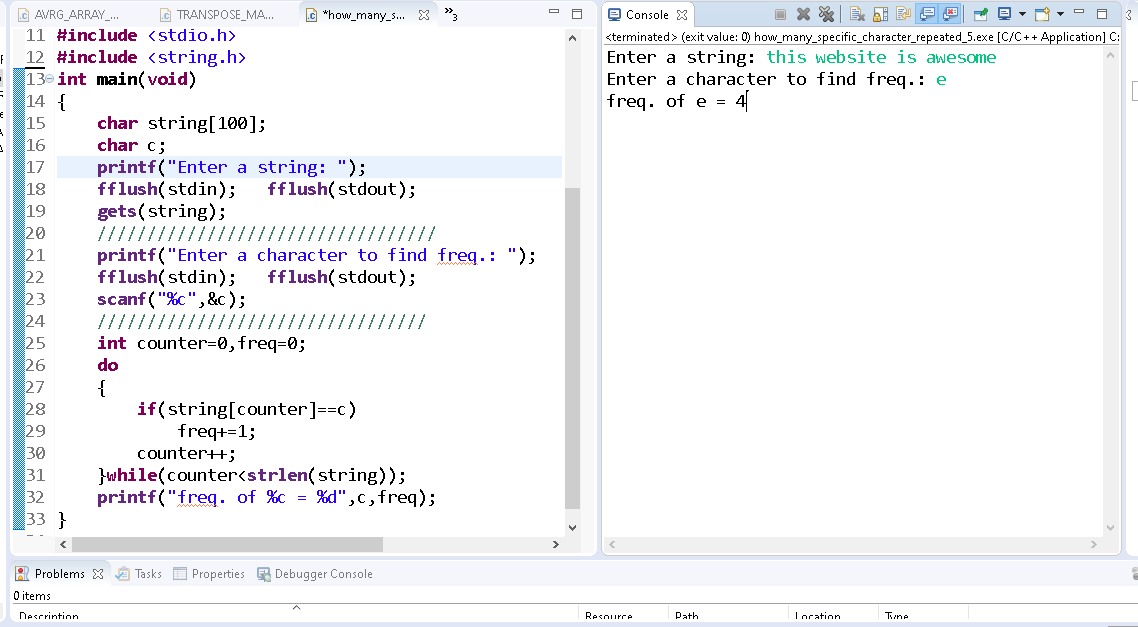 AVRG_ARRAY_... TRANSPOSE_MA... *how_many_s... »3
11 #include <stdio.h>
12 #include <string.h>
13 int main(void)
14 {
15 char string[100];
16 char c;
17 printf("Enter a string: ");
18 fflush(stdin); fflush(stdout);
19 gets(string);
20 //////////////////////////////////
21 printf("Enter a character to find freq.: ");
22 fflush(stdin); fflush(stdout);
23 scanf("%c",&c);
24 /////////////////////////////////
25 int counter=0,freq=0;
26 do
27 {
28 if(string[counter]==c)
29 freq+=1;
30 counter++;
31 }while(counter<strlen(string));
32 printf("freq. of %c = %d",c,freq);
33 }
Console
<terminated> (exit value: 0) how_many_specific_character_repeated_5.exe [C/C++ Application] C:
Enter a string: this website is awesome
Enter a character to find freq.: e
freq. of e = 4
Problems Tasks Properties Debugger Console
0 items
Description Resource Path Location Type